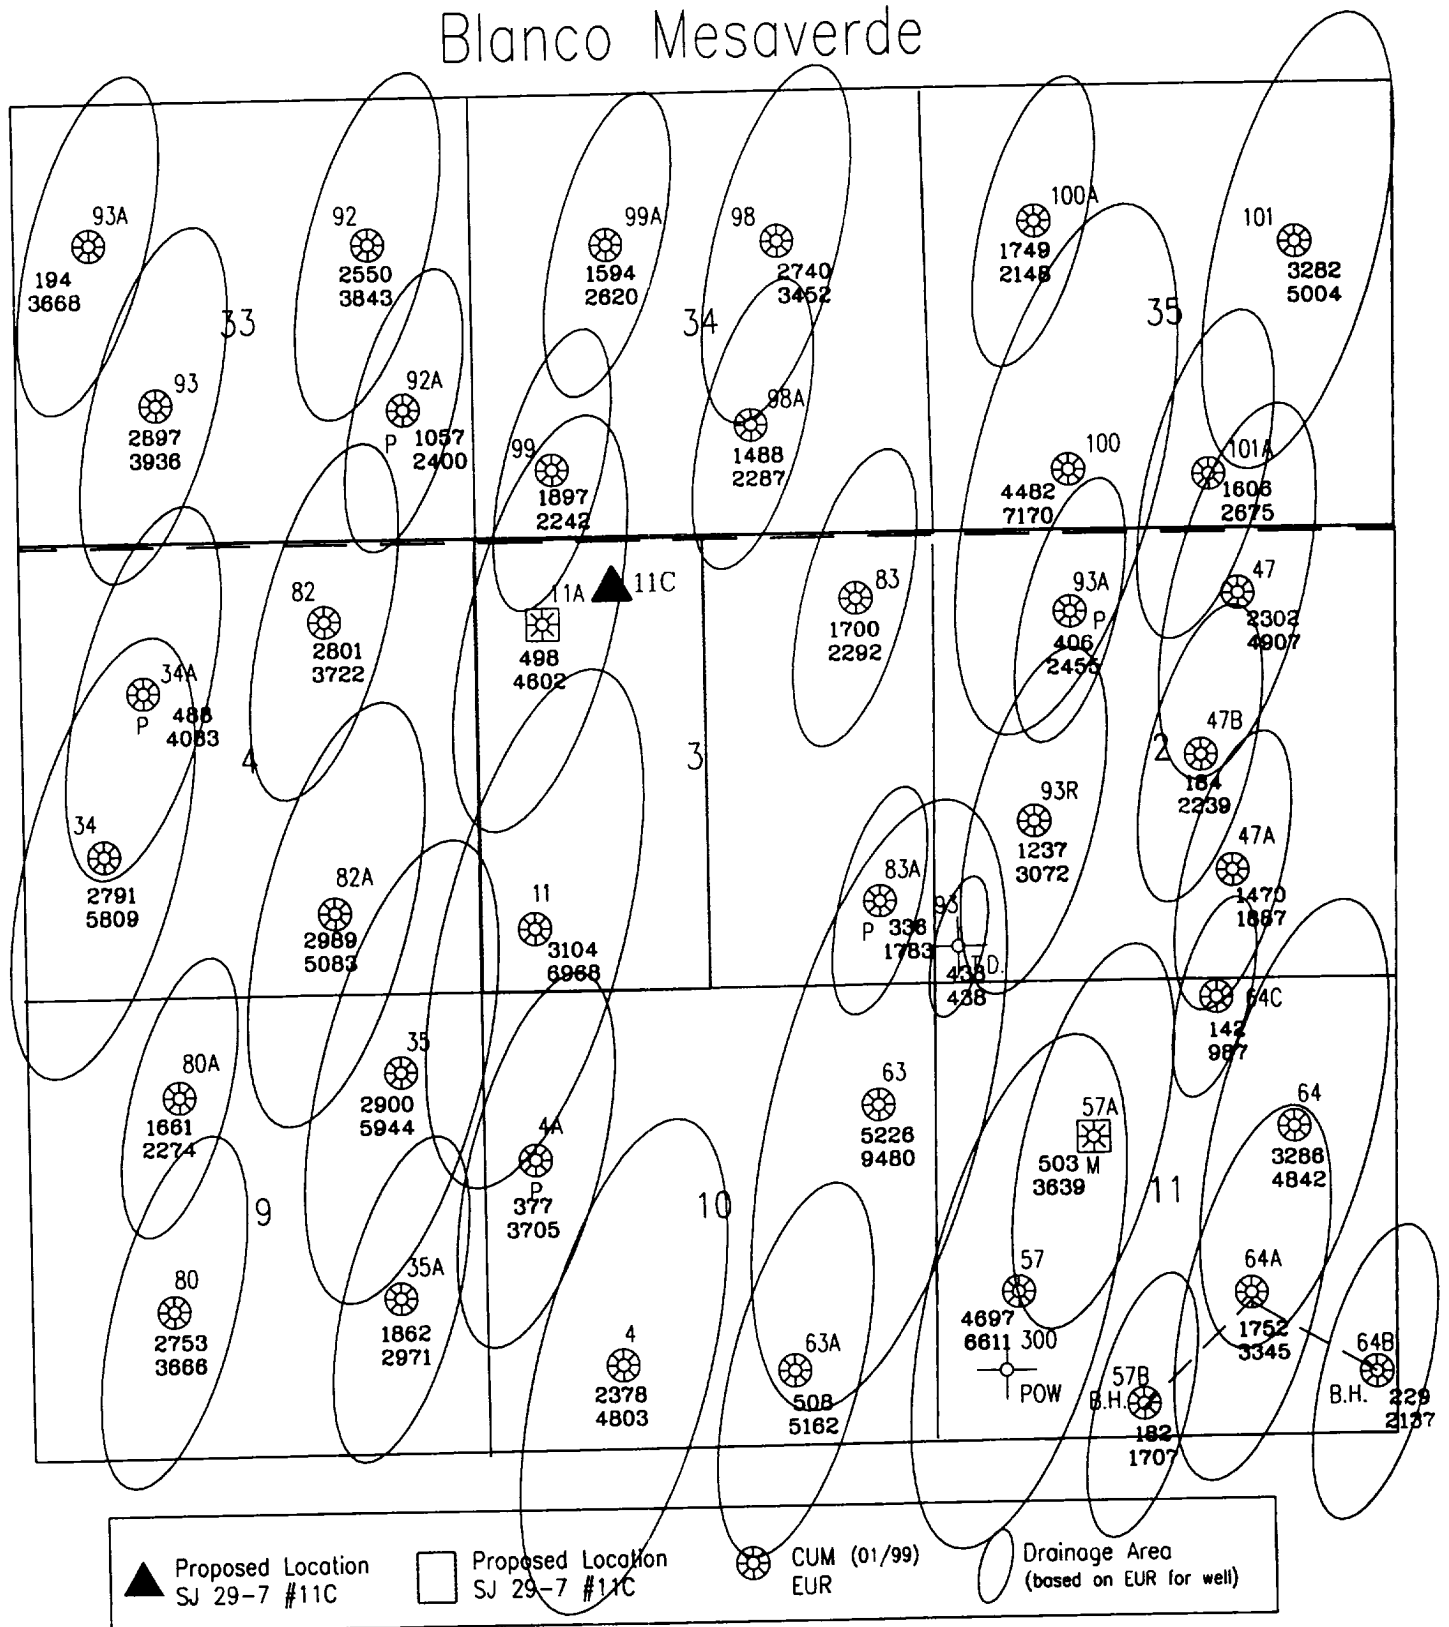 Blanco Mesaverde
93A
194
3668
92
2550
3843
99A
1594
2620
98
2740
3452
100A
1749
2148
101
3282
5004
33
34
35
93
2897
3936
92A
P
1057
2400
99
1897
2242
98A
1488
2287
100
4482
7170
101A
1606
2675
82
2801
3722
11A
11C
498
4602
83
1700
2292
93A
P
406
2455
47
2302
4907
34A
P
488
4083
4
3
2
47B
184
2239
34
2791
5809
82A
2989
5083
11
3104
6968
83A
P
336
1783
93
T.D.
438
438
93R
1237
3072
47A
1470
1887
64C
142
987
80A
1661
2274
35
2900
5944
4A
P
377
3705
63
5226
9480
57A
503
M
3639
64
3286
4842
9
10
11
80
2753
3666
35A
1862
2971
4
2378
4803
63A
508
5162
57
4697
6611
300
POW
64A
1752
3345
57B
B.H.
182
1707
64B
B.H.
229
2137
Proposed Location
SJ 29-7 #11C
Proposed Location
SJ 29-7 #11C
CUM (01/99)
EUR
Drainage Area
(based on EUR for well)